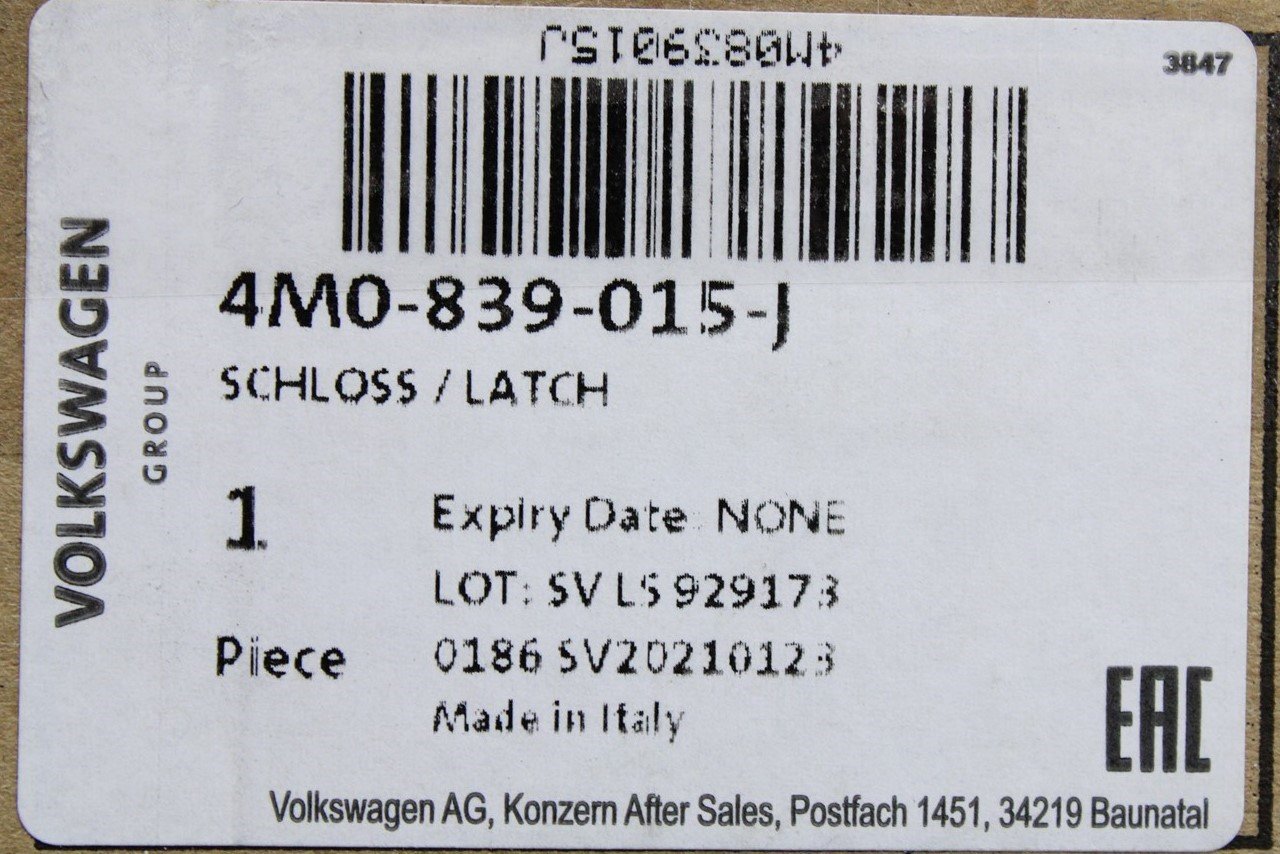 4M0839015J
3847
4M0-839-015-J
SCHLOSS / LATCH
VOLKSWAGEN
GROUP
1
Expiry Date: NONE
LOT: SV LS 929173
Piece
0186 SV20210123
Made in Italy
EAC
Volkswagen AG, Konzern After Sales, Postfach 1451, 34219 Baunatal